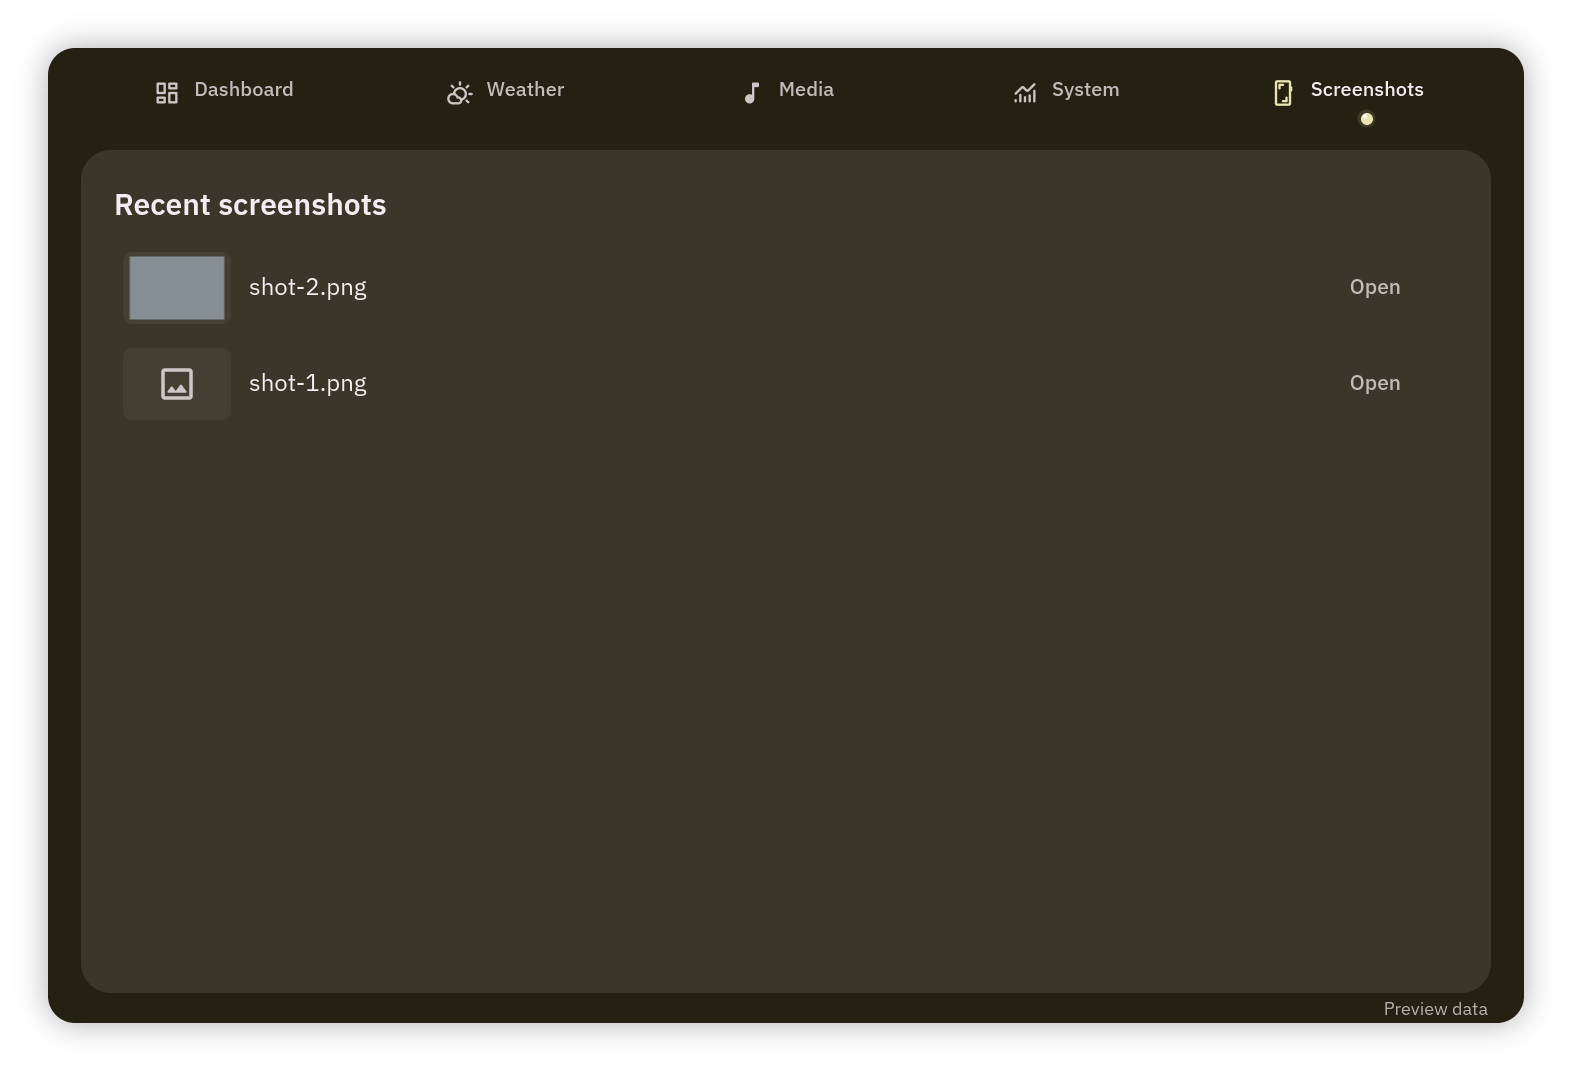 Dashboard
Weather
Media
System
Screenshots
Recent screenshots
shot-2.png
Open
shot-1.png
Open
Preview data